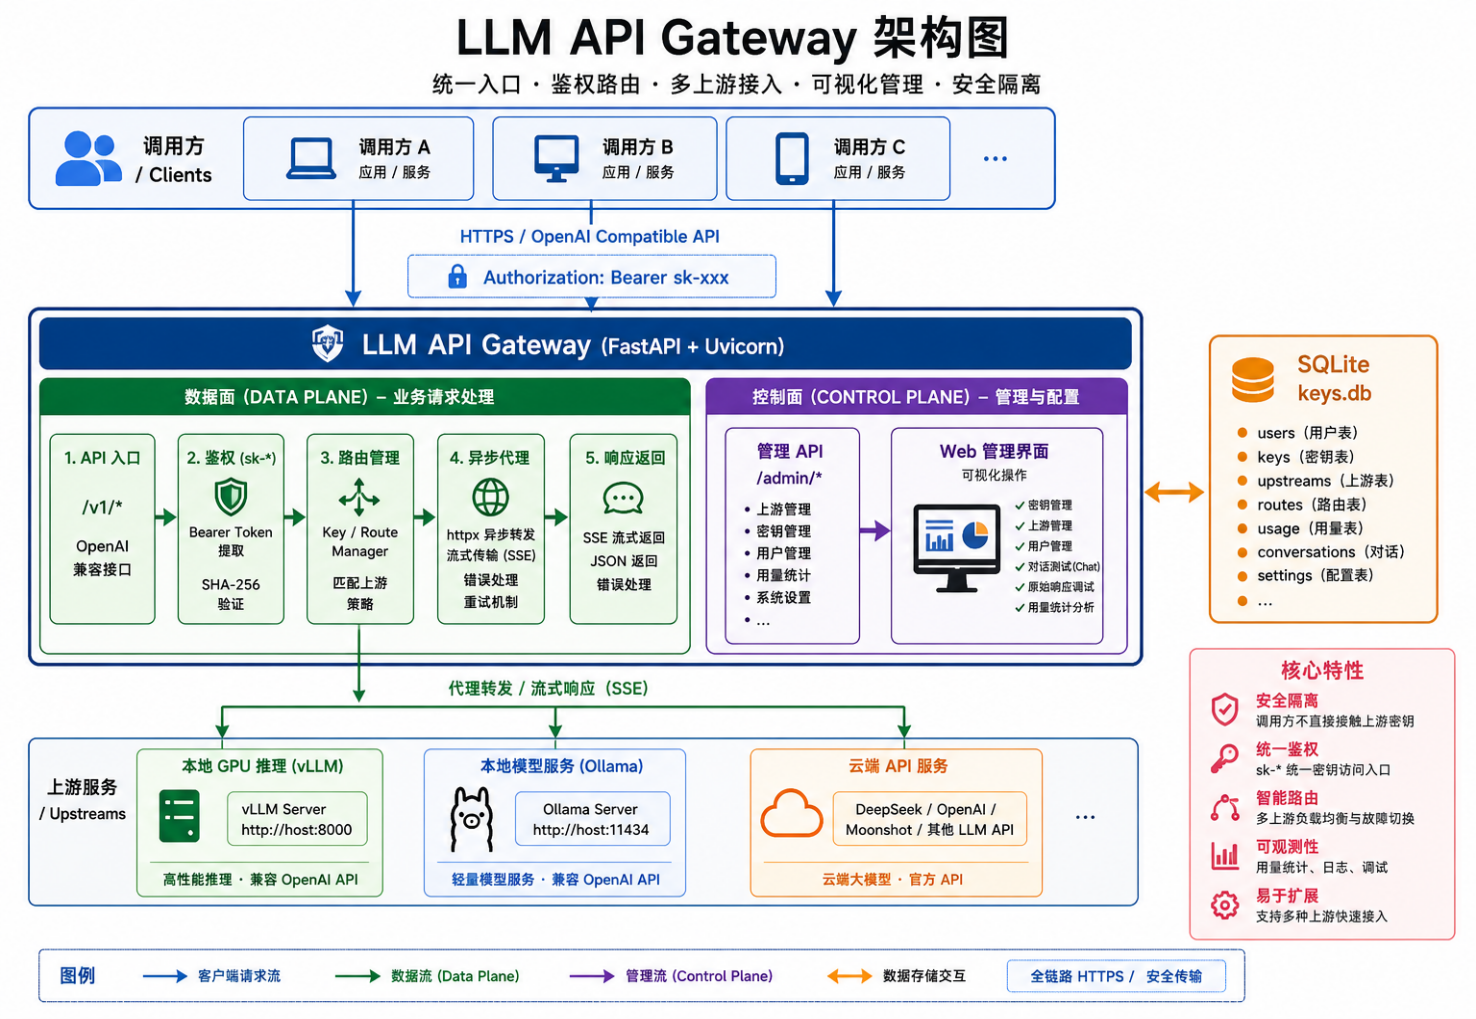 LLM API Gateway 架构图
统一入口 · 鉴权路由 · 多上游接入 · 可视化管理 · 安全隔离
调用方
/ Clients
调用方 A
应用 / 服务
调用方 B
应用 / 服务
调用方 C
应用 / 服务
...
HTTPS / OpenAI Compatible API
Authorization: Bearer sk-xxx
LLM API Gateway (FastAPI + Uvicorn)
数据面 (DATA PLANE) – 业务请求处理
1. API 入口
/v1/*
OpenAI
兼容接口
2. 鉴权 (sk-*)
Bearer Token
提取
SHA-256
验证
3. 路由管理
Key / Route
Manager
匹配上游
策略
4. 异步代理
httpx 异步转发
流式传输 (SSE)
错误处理
重试机制
5. 响应返回
SSE 流式返回
JSON 返回
错误处理
控制面 (CONTROL PLANE) – 管理与配置
管理 API
/admin/*
• 上游管理
• 密钥管理
• 用户管理
• 用量统计
• 系统设置
• ...
Web 管理界面
可视化操作
✓ 密钥管理
✓ 上游管理
✓ 用户管理
✓ 对话测试(Chat)
✓ 原始响应调试
✓ 用量统计分析
SQLite
keys.db
● users（用户表）
● keys（密钥表）
● upstreams（上游表）
● routes（路由表）
● usage（用量表）
● conversations（对话）
● settings（配置表）
● ...
代理转发 / 流式响应（SSE）
上游服务
/ Upstreams
本地 GPU 推理 (vLLM)
vLLM Server
http://host:8000
高性能推理 · 兼容 OpenAI API
本地模型服务 (Ollama)
Ollama Server
http://host:11434
轻量模型服务 · 兼容 OpenAI API
云端 API 服务
DeepSeek / OpenAI /
Moonshot / 其他 LLM API
云端大模型 · 官方 API
...
核心特性
安全隔离
调用方不直接接触上游密钥
统一鉴权
sk-* 统一密钥访问入口
智能路由
多上游负载均衡与故障切换
可观测性
用量统计、日志、调试
易于扩展
支持多种上游快速接入
图例
客户端请求流
数据流 (Data Plane)
管理流 (Control Plane)
数据存储交互
全链路 HTTPS / 安全传输